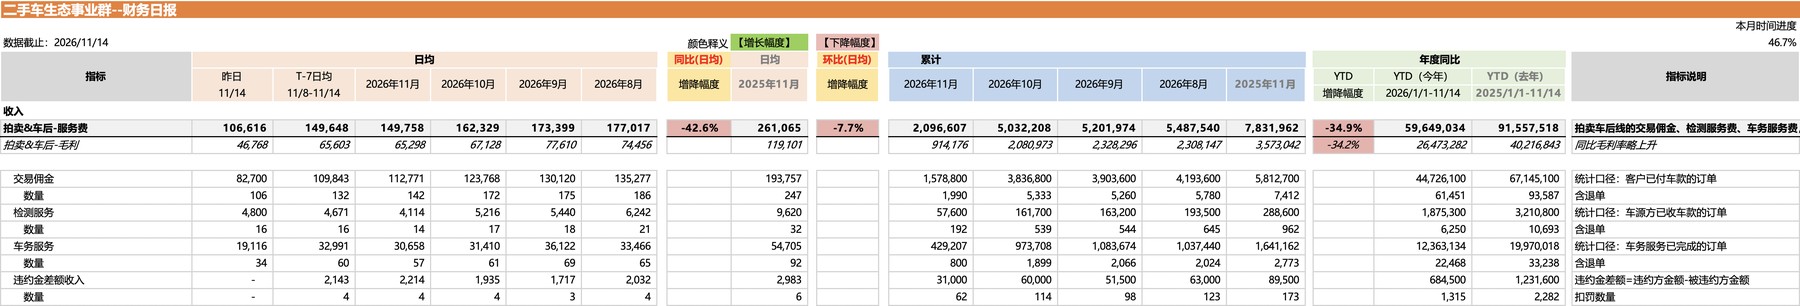 二手车生态事业群--财务日报
本月时间进度
数据截止：2026/11/14 颜色释义 【增长幅度】 【下降幅度】 46.7%
指标 日均 同比(日均) 日均 环比(日均) 累计 年度同比 指标说明
昨日 T-7日均 2026年11月 2026年10月 2026年9月 2026年8月 增降幅度 2025年11月 增降幅度 2026年11月 2026年10月 2026年9月 2026年8月 2025年11月 YTD YTD（今年） YTD（去年）
11/14 11/8-11/14 增降幅度 2026/1/1-11/14 2025/1/1-11/14
收入
拍卖&车后-服务费 106,616 149,648 149,758 162,329 173,399 177,017 -42.6% 261,065 -7.7% 2,096,607 5,032,208 5,201,974 5,487,540 7,831,962 -34.9% 59,649,034 91,557,518 拍卖车后线的交易佣金、检测服务费、车务服务费
拍卖&车后-毛利 46,768 65,603 65,298 67,128 77,610 74,456 119,101 914,176 2,080,973 2,328,296 2,308,147 3,573,042 -34.2% 26,473,282 40,216,843 同比毛利率略上升
交易佣金 82,700 109,843 112,771 123,768 130,120 135,277 193,757 1,578,800 3,836,800 3,903,600 4,193,600 5,812,700 44,726,100 67,145,100 统计口径：客户已付车款的订单
数量 106 132 142 172 175 186 247 1,990 5,333 5,260 5,780 7,412 61,451 93,587 含退单
检测服务 4,800 4,671 4,114 5,216 5,440 6,242 9,620 57,600 161,700 163,200 193,500 288,600 1,875,300 3,210,800 统计口径：车源方已收车款的订单
数量 16 16 14 17 18 21 32 192 539 544 645 962 6,250 10,693 含退单
车务服务 19,116 32,991 30,658 31,410 36,122 33,466 54,705 429,207 973,708 1,083,674 1,037,440 1,641,162 12,363,134 19,970,018 统计口径：车务服务已完成的订单
数量 34 60 57 61 69 65 92 800 1,899 2,066 2,024 2,773 22,468 33,238 含退单
违约金差额收入 - 2,143 2,214 1,935 1,717 2,032 2,983 31,000 60,000 51,500 63,000 89,500 684,500 1,231,600 违约金差额=违约方金额-被违约方金额
数量 - 4 4 4 3 4 6 62 114 98 123 173 1,315 2,282 扣罚数量